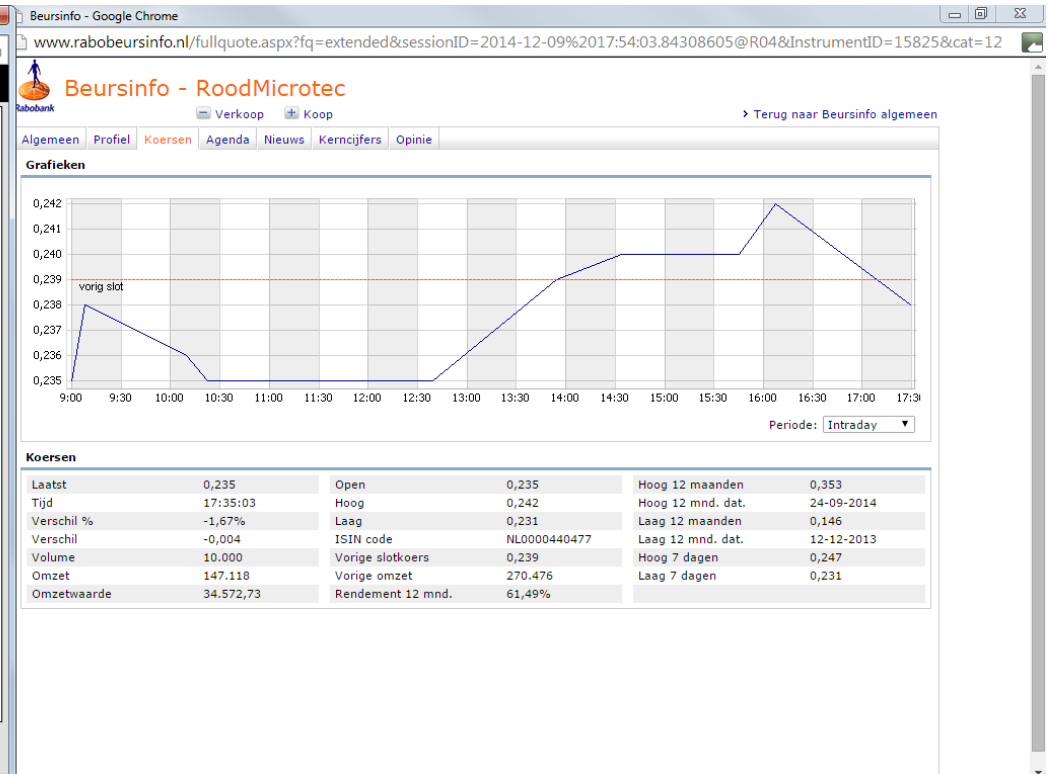 Beursinfo - Google Chrome
www.rabobeursinfo.nl/fullquote.aspx?fq=extended&sessionID=2014-12-09%2017:54:03.84308605@R04&InstrumentID=15825&cat=12
Rabobank
Beursinfo - RoodMicrotec
Verkoop Koop
> Terug naar Beursinfo algemeen
Algemeen Profiel Koersen Agenda Nieuws Kerncijfers Opinie
Grafieken
0,242
0,241
0,240
0,239
vorig slot
0,238
0,237
0,236
0,235
9:00 9:30 10:00 10:30 11:00 11:30 12:00 12:30 13:00 13:30 14:00 14:30 15:00 15:30 16:00 16:30 17:00 17:3
Periode: Intraday
Koersen
Laatst 0,235 Open 0,235 Hoog 12 maanden 0,353
Tijd 17:35:03 Hoog 0,242 Hoog 12 mnd. dat. 24-09-2014
Verschil % -1,67% Laag 0,231 Laag 12 maanden 0,146
Verschil -0,004 ISIN code NL0000440477 Laag 12 mnd. dat. 12-12-2013
Volume 10.000 Vorige slotkoers 0,239 Hoog 7 dagen 0,247
Omzet 147.118 Vorige omzet 270.476 Laag 7 dagen 0,231
Omzetwaarde 34.572,73 Rendement 12 mnd. 61,49%